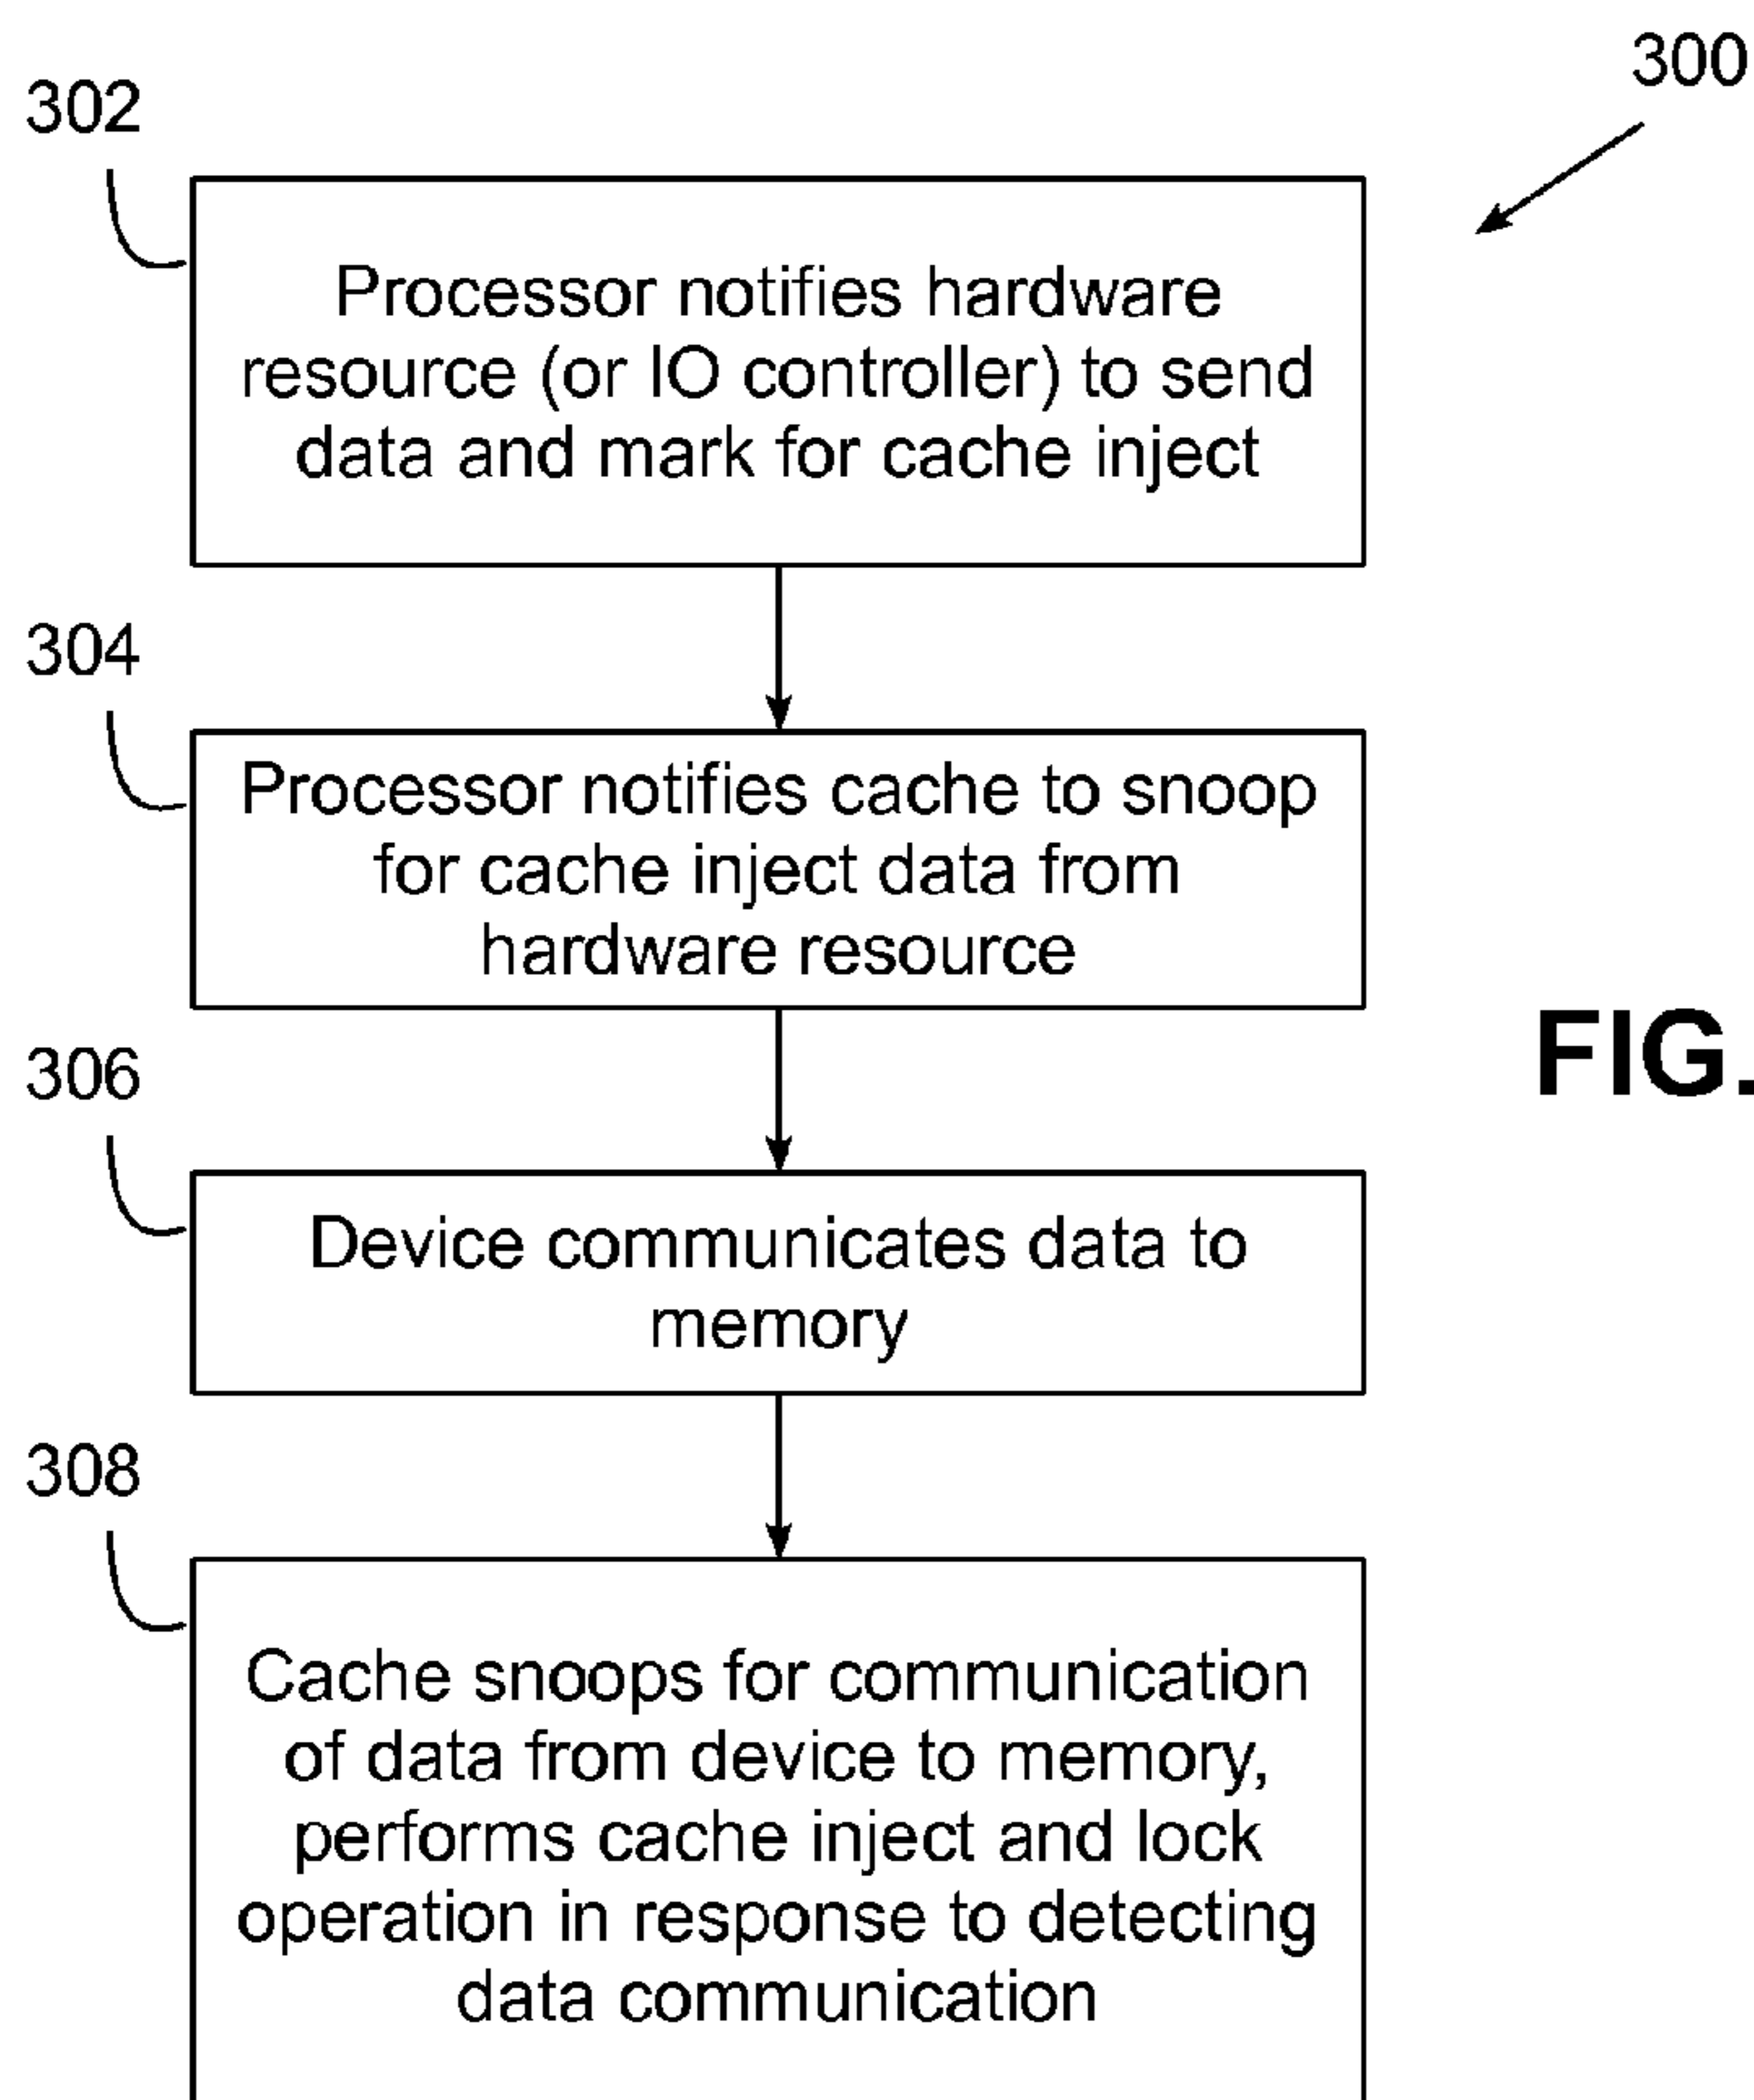 300
302
Processor notifies hardware
resource (or IO controller) to send
data and mark for cache inject
304
Processor notifies cache to snoop
for cache inject data from
hardware resource
FIG.
306
Device communicates data to
memory
308
Cache snoops for communication
of data from device to memory,
performs cache inject and lock
operation in response to detecting
data communication